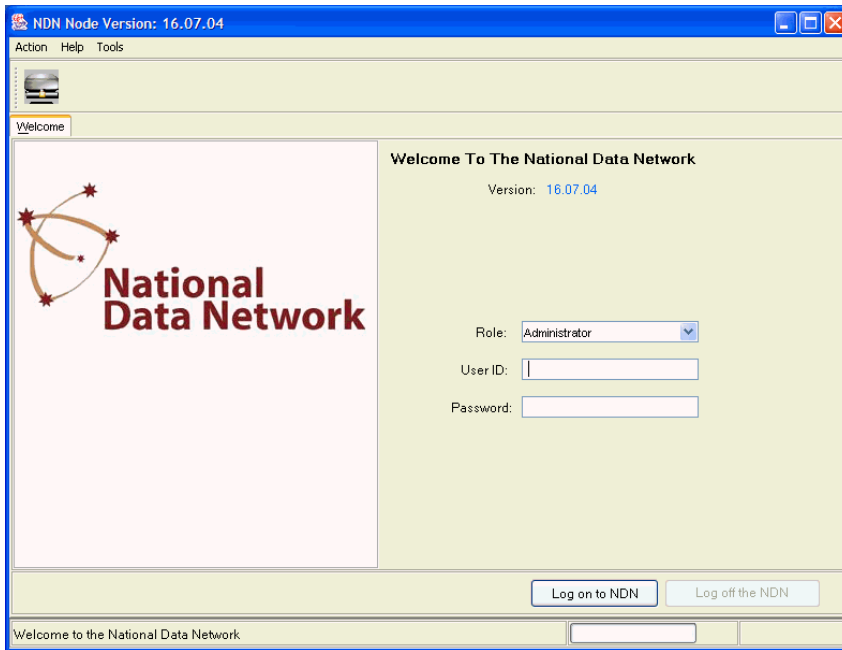 NDN Node Version: 16.07.04
Action Help Tools
Welcome
Welcome To The National Data Network
Version: 16.07.04
National
Data Network
Role: Administrator
User ID:
Password:
Log on to NDN Log off the NDN
Welcome to the National Data Network